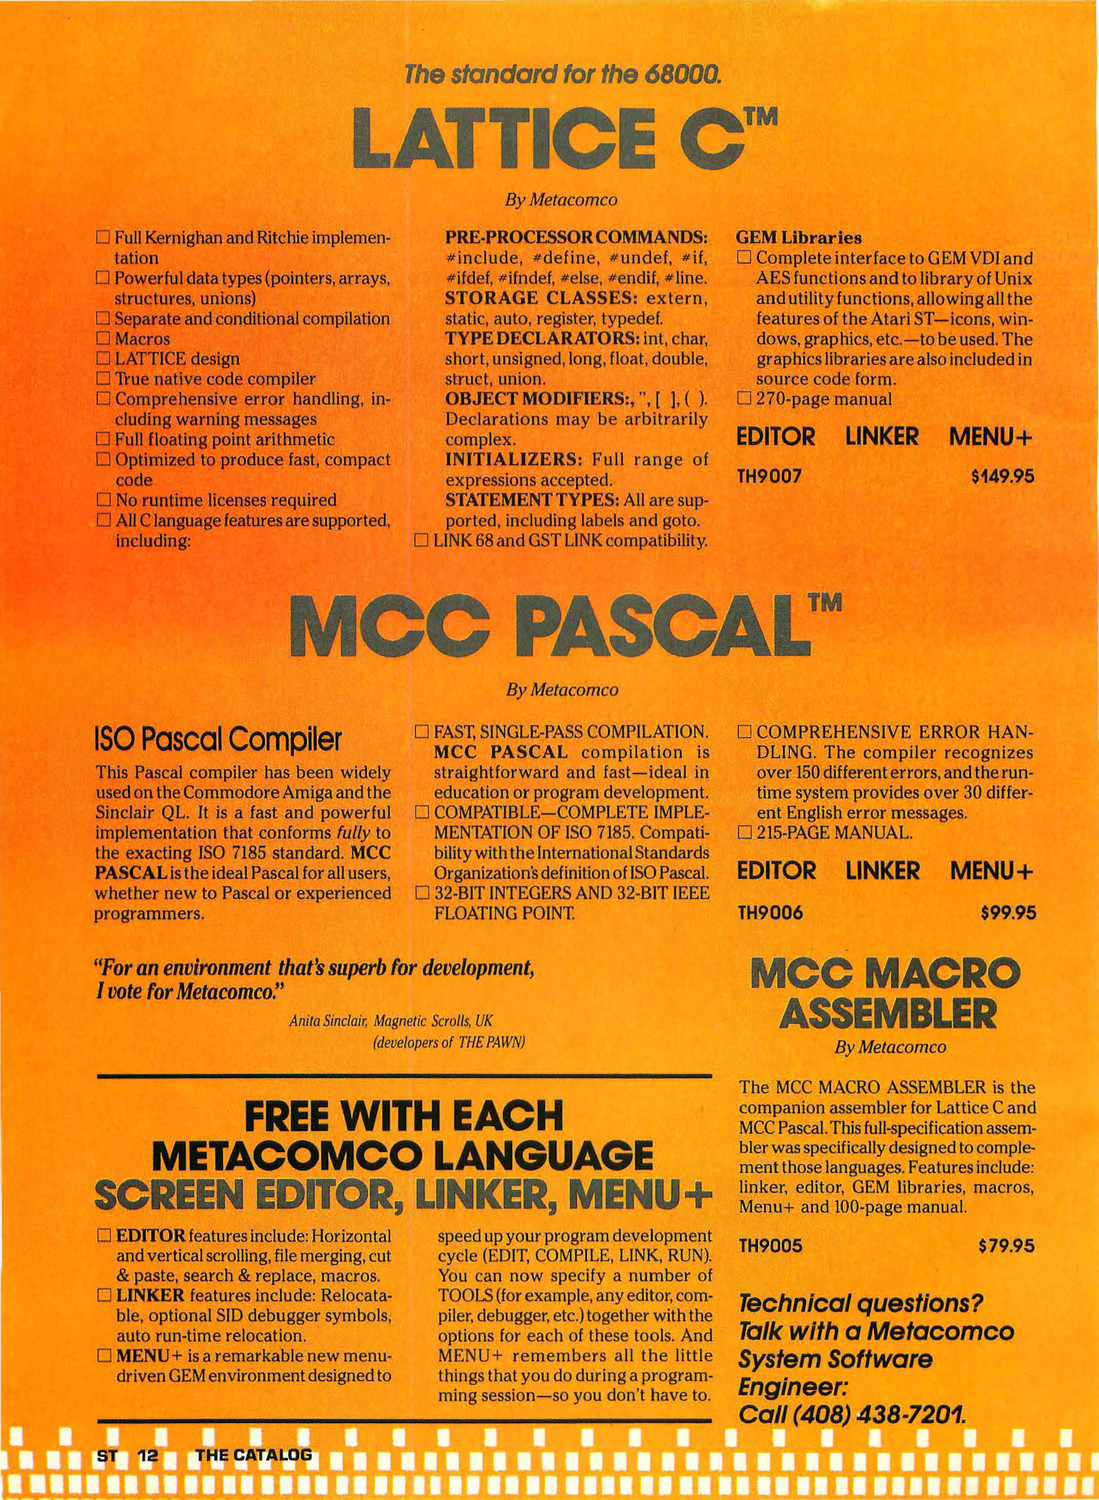 The standard for the 68000.
LATTICE C™
By Metacomco
☐ Full Kernighan and Ritchie implemen-
tation
☐ Powerful data types (pointers, arrays,
structures, unions)
☐ Separate and conditional compilation
☐ Macros
☐ LATTICE design
☐ True native code compiler
☐ Comprehensive error handling, in-
cluding warning messages
☐ Full floating point arithmetic
☐ Optimized to produce fast, compact
code
☐ No runtime licenses required
☐ All C language features are supported,
including:
PRE-PROCESSOR COMMANDS:
#include, #define, #undef, #if,
#ifdef, #ifndef, #else, #endif, #line.
STORAGE CLASSES: extern,
static, auto, register, typedef.
TYPE DECLARATORS: int, char,
short, unsigned, long, float, double,
struct, union.
OBJECT MODIFIERS:, ", [ ], ( ).
Declarations may be arbitrarily
complex.
INITIALIZERS: Full range of
expressions accepted.
STATEMENT TYPES: All are sup-
ported, including labels and goto.
☐ LINK 68 and GST LINK compatibility.
GEM Libraries
☐ Complete interface to GEM VDI and
AES functions and to library of Unix
and utility functions, allowing all the
features of the Atari ST—icons, win-
dows, graphics, etc.—to be used. The
graphics libraries are also included in
source code form.
☐ 270-page manual
EDITOR LINKER MENU+
TH9007 $149.95
MCC PASCAL™
By Metacomco
ISO Pascal Compiler
This Pascal compiler has been widely
used on the Commodore Amiga and the
Sinclair QL. It is a fast and powerful
implementation that conforms fully to
the exacting ISO 7185 standard. MCC
PASCAL is the ideal Pascal for all users,
whether new to Pascal or experienced
programmers.
☐ FAST, SINGLE-PASS COMPILATION.
MCC PASCAL compilation is
straightforward and fast—ideal in
education or program development.
☐ COMPATIBLE—COMPLETE IMPLE-
MENTATION OF ISO 7185. Compati-
bility with the International Standards
Organization's definition of ISO Pascal.
☐ 32-BIT INTEGERS AND 32-BIT IEEE
FLOATING POINT.
☐ COMPREHENSIVE ERROR HAN-
DLING. The compiler recognizes
over 150 different errors, and the run-
time system provides over 30 differ-
ent English error messages.
☐ 215-PAGE MANUAL.
EDITOR LINKER MENU+
TH9006 $99.95
"For an environment that's superb for development,
I vote for Metacomco."
Anita Sinclair, Magnetic Scrolls, UK
(developers of THE PAWN)
FREE WITH EACH
METACOMCO LANGUAGE
SCREEN EDITOR, LINKER, MENU+
☐ EDITOR features include: Horizontal
and vertical scrolling, file merging, cut
& paste, search & replace, macros.
☐ LINKER features include: Relocata-
ble, optional SID debugger symbols,
auto run-time relocation.
☐ MENU+ is a remarkable new menu-
driven GEM environment designed to
speed up your program development
cycle (EDIT, COMPILE, LINK, RUN).
You can now specify a number of
TOOLS (for example, any editor, com-
piler, debugger, etc.) together with the
options for each of these tools. And
MENU+ remembers all the little
things that you do during a program-
ming session—so you don't have to.
MCC MACRO
ASSEMBLER
By Metacomco
The MCC MACRO ASSEMBLER is the
companion assembler for Lattice C and
MCC Pascal. This full-specification assem-
bler was specifically designed to comple-
ment those languages. Features include:
linker, editor, GEM libraries, macros,
Menu+ and 100-page manual.
TH9005 $79.95
Technical questions?
Talk with a Metacomco
System Software
Engineer:
Call (408) 438-7201.
ST 12 THE CATALOG